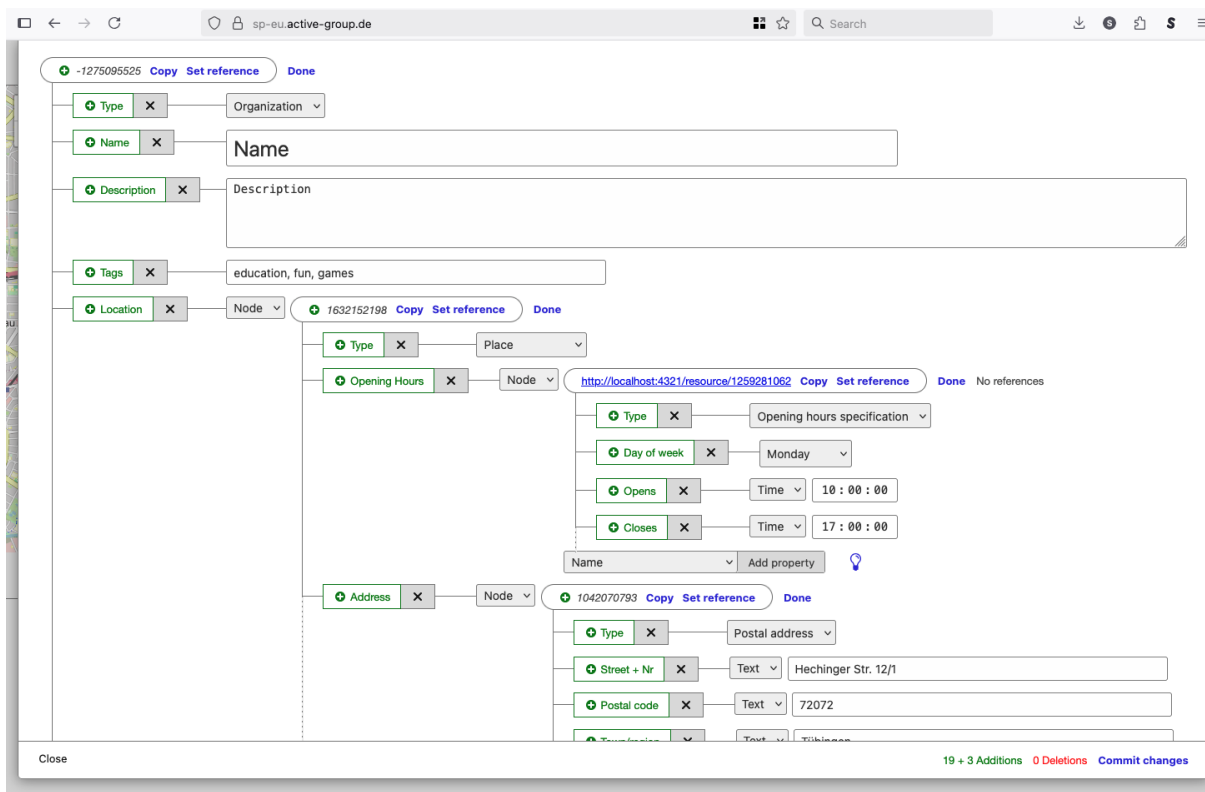 sp-eu.active-group.de Search S S
-1275095525 Copy Set reference Done
Type Organization
Name Name
Description Description
Tags education, fun, games
Location Node 1632152198 Copy Set reference Done
Type Place
Opening Hours Node http://localhost:4321/resource/1259281062 Copy Set reference Done No references
Type Opening hours specification
Day of week Monday
Opens Time 10:00:00
Closes Time 17:00:00
Name Add property
Address Node 1042070793 Copy Set reference Done
Type Postal address
Street + Nr Text Hechinger Str. 12/1
Postal code Text 72072
Town/region Text Tübingen
Close 19 + 3 Additions 0 Deletions Commit changes